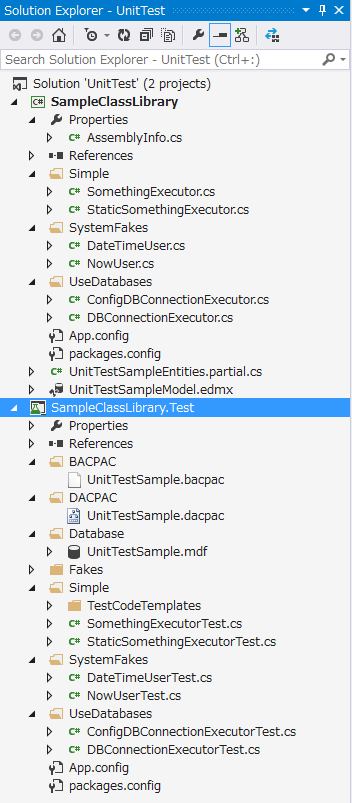 Solution Explorer - UnitTest
Search Solution Explorer - UnitTest (Ctrl+:)
Solution 'UnitTest' (2 projects)
C# SampleClassLibrary
Properties
C# AssemblyInfo.cs
References
Simple
C# SomethingExecutor.cs
C# StaticSomethingExecutor.cs
SystemFakes
C# DateTimeUser.cs
C# NowUser.cs
UseDatabases
C# ConfigDBConnectionExecutor.cs
C# DBConnectionExecutor.cs
App.config
packages.config
C# UnitTestSampleEntities.partial.cs
UnitTestSampleModel.edmx
SampleClassLibrary.Test
Properties
References
BACPAC
UnitTestSample.bacpac
DACPAC
UnitTestSample.dacpac
Database
UnitTestSample.mdf
Fakes
Simple
TestCodeTemplates
C# SomethingExecutorTest.cs
C# StaticSomethingExecutorTest.cs
SystemFakes
C# DateTimeUserTest.cs
C# NowUserTest.cs
UseDatabases
C# ConfigDBConnectionExecutorTest.cs
C# DBConnectionExecutorTest.cs
App.config
packages.config